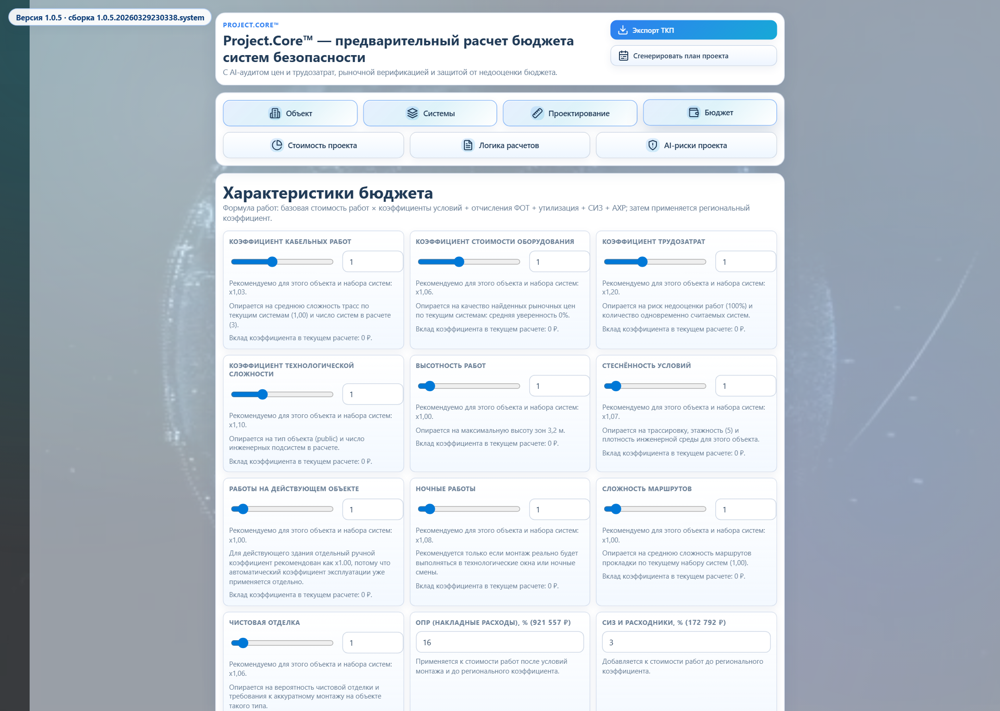 Версия 1.0.5 · сборка 1.0.5.20260329230338.system
PROJECT.CORE™
Project.Core™ — предварительный расчет бюджета
систем безопасности
С AI-аудитом цен и трудозатрат, рыночной верификацией и защитой от недооценки бюджета.
Экспорт ТКП
Сгенерировать план проекта
Объект
Системы
Проектирование
Бюджет
Стоимость проекта
Логика расчетов
AI-риски проекта
Характеристики бюджета
Формула работ: базовая стоимость работ × коэффициенты условий + отчисления ФОТ + утилизация + СИЗ + АХР; затем применяется региональный
коэффициент.
КОЭФФИЦИЕНТ КАБЕЛЬНЫХ РАБОТ
1
Рекомендуемо для этого объекта и набора систем:
x1,03.
Опирается на среднюю сложность трасс по
текущим системам (1,00) и число систем в расчете
(3).
Вклад коэффициента в текущем расчете: 0 ₽.
КОЭФФИЦИЕНТ СТОИМОСТИ ОБОРУДОВАНИЯ
1
Рекомендуемо для этого объекта и набора систем:
x1,06.
Опирается на качество найденных рыночных цен
по текущим системам: средняя уверенность 0%.
Вклад коэффициента в текущем расчете: 0 ₽.
КОЭФФИЦИЕНТ ТРУДОЗАТРАТ
1
Рекомендуемо для этого объекта и набора систем:
x1,20.
Опирается на риск недооценки работ (100%) и
количество одновременно считаемых систем.
Вклад коэффициента в текущем расчете: 0 ₽.
КОЭФФИЦИЕНТ ТЕХНОЛОГИЧЕСКОЙ
СЛОЖНОСТИ
1
Рекомендуемо для этого объекта и набора систем:
x1,10.
Опирается на тип объекта (public) и число
инженерных подсистем в расчете.
Вклад коэффициента в текущем расчете: 0 ₽.
ВЫСОТНОСТЬ РАБОТ
1
Рекомендуемо для этого объекта и набора систем:
x1,00.
Опирается на максимальную высоту зон 3,2 м.
Вклад коэффициента в текущем расчете: 0 ₽.
СТЕСНЁННОСТЬ УСЛОВИЙ
1
Рекомендуемо для этого объекта и набора систем:
x1,07.
Опирается на трассировку, этажность (5) и
плотность инженерной среды для этого объекта.
Вклад коэффициента в текущем расчете: 0 ₽.
РАБОТЫ НА ДЕЙСТВУЮЩЕМ ОБЪЕКТЕ
1
Рекомендуемо для этого объекта и набора систем:
x1,00.
Для действующего здания отдельный ручной
коэффициент рекомендован как x1.00, потому что
автоматический коэффициент эксплуатации уже
применяется отдельно.
Вклад коэффициента в текущем расчете: 0 ₽.
НОЧНЫЕ РАБОТЫ
1
Рекомендуемо для этого объекта и набора систем:
x1,08.
Рекомендуется только если монтаж реально будет
выполняться в технологические окна или ночные
смены.
Вклад коэффициента в текущем расчете: 0 ₽.
СЛОЖНОСТЬ МАРШРУТОВ
1
Рекомендуемо для этого объекта и набора систем:
x1,00.
Опирается на среднюю сложность маршрутов
прокладки по текущему набору систем (1,00).
Вклад коэффициента в текущем расчете: 0 ₽.
ЧИСТОВАЯ ОТДЕЛКА
1
Рекомендуемо для этого объекта и набора систем:
x1,06.
Опирается на вероятность чистовой отделки и
требования к аккуратному монтажу на объекте
такого типа.
ОПР (НАКЛАДНЫЕ РАСХОДЫ), % (921 557 ₽)
16
Применяется к стоимости работ после условий
монтажа и до регионального коэффициента.
СИЗ И РАСХОДНИКИ, % (172 792 ₽)
3
Добавляется к стоимости работ до регионального
коэффициента.